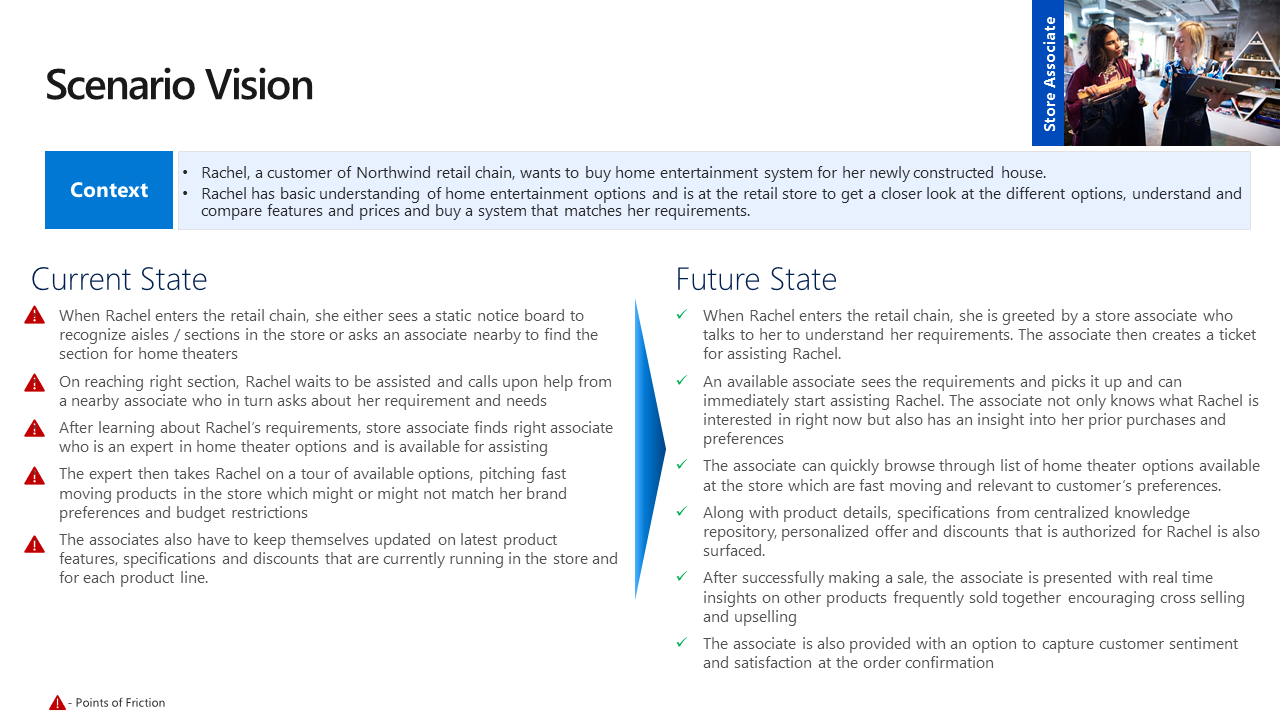 Store Associate
Scenario Vision
Context
• Rachel, a customer of Northwind retail chain, wants to buy home entertainment system for her newly constructed house.
• Rachel has basic understanding of home entertainment options and is at the retail store to get a closer look at the different options, understand and
compare features and prices and buy a system that matches her requirements.
Current State
When Rachel enters the retail chain, she either sees a static notice board to
recognize aisles / sections in the store or asks an associate nearby to find the
section for home theaters
On reaching right section, Rachel waits to be assisted and calls upon help from
a nearby associate who in turn asks about her requirement and needs
After learning about Rachel's requirements, store associate finds right associate
who is an expert in home theater options and is available for assisting
The expert then takes Rachel on a tour of available options, pitching fast
moving products in the store which might or might not match her brand
preferences and budget restrictions
The associates also have to keep themselves updated on latest product
features, specifications and discounts that are currently running in the store and
for each product line.
Future State
✓ When Rachel enters the retail chain, she is greeted by a store associate who
talks to her to understand her requirements. The associate then creates a ticket
for assisting Rachel.
✓ An available associate sees the requirements and picks it up and can
immediately start assisting Rachel. The associate not only knows what Rachel is
interested in right now but also has an insight into her prior purchases and
preferences
✓ The associate can quickly browse through list of home theater options available
at the store which are fast moving and relevant to customer's preferences.
✓ Along with product details, specifications from centralized knowledge
repository, personalized offer and discounts that is authorized for Rachel is also
surfaced.
✓ After successfully making a sale, the associate is presented with real time
insights on other products frequently sold together encouraging cross selling
and upselling
✓ The associate is also provided with an option to capture customer sentiment
and satisfaction at the order confirmation
- Points of Friction